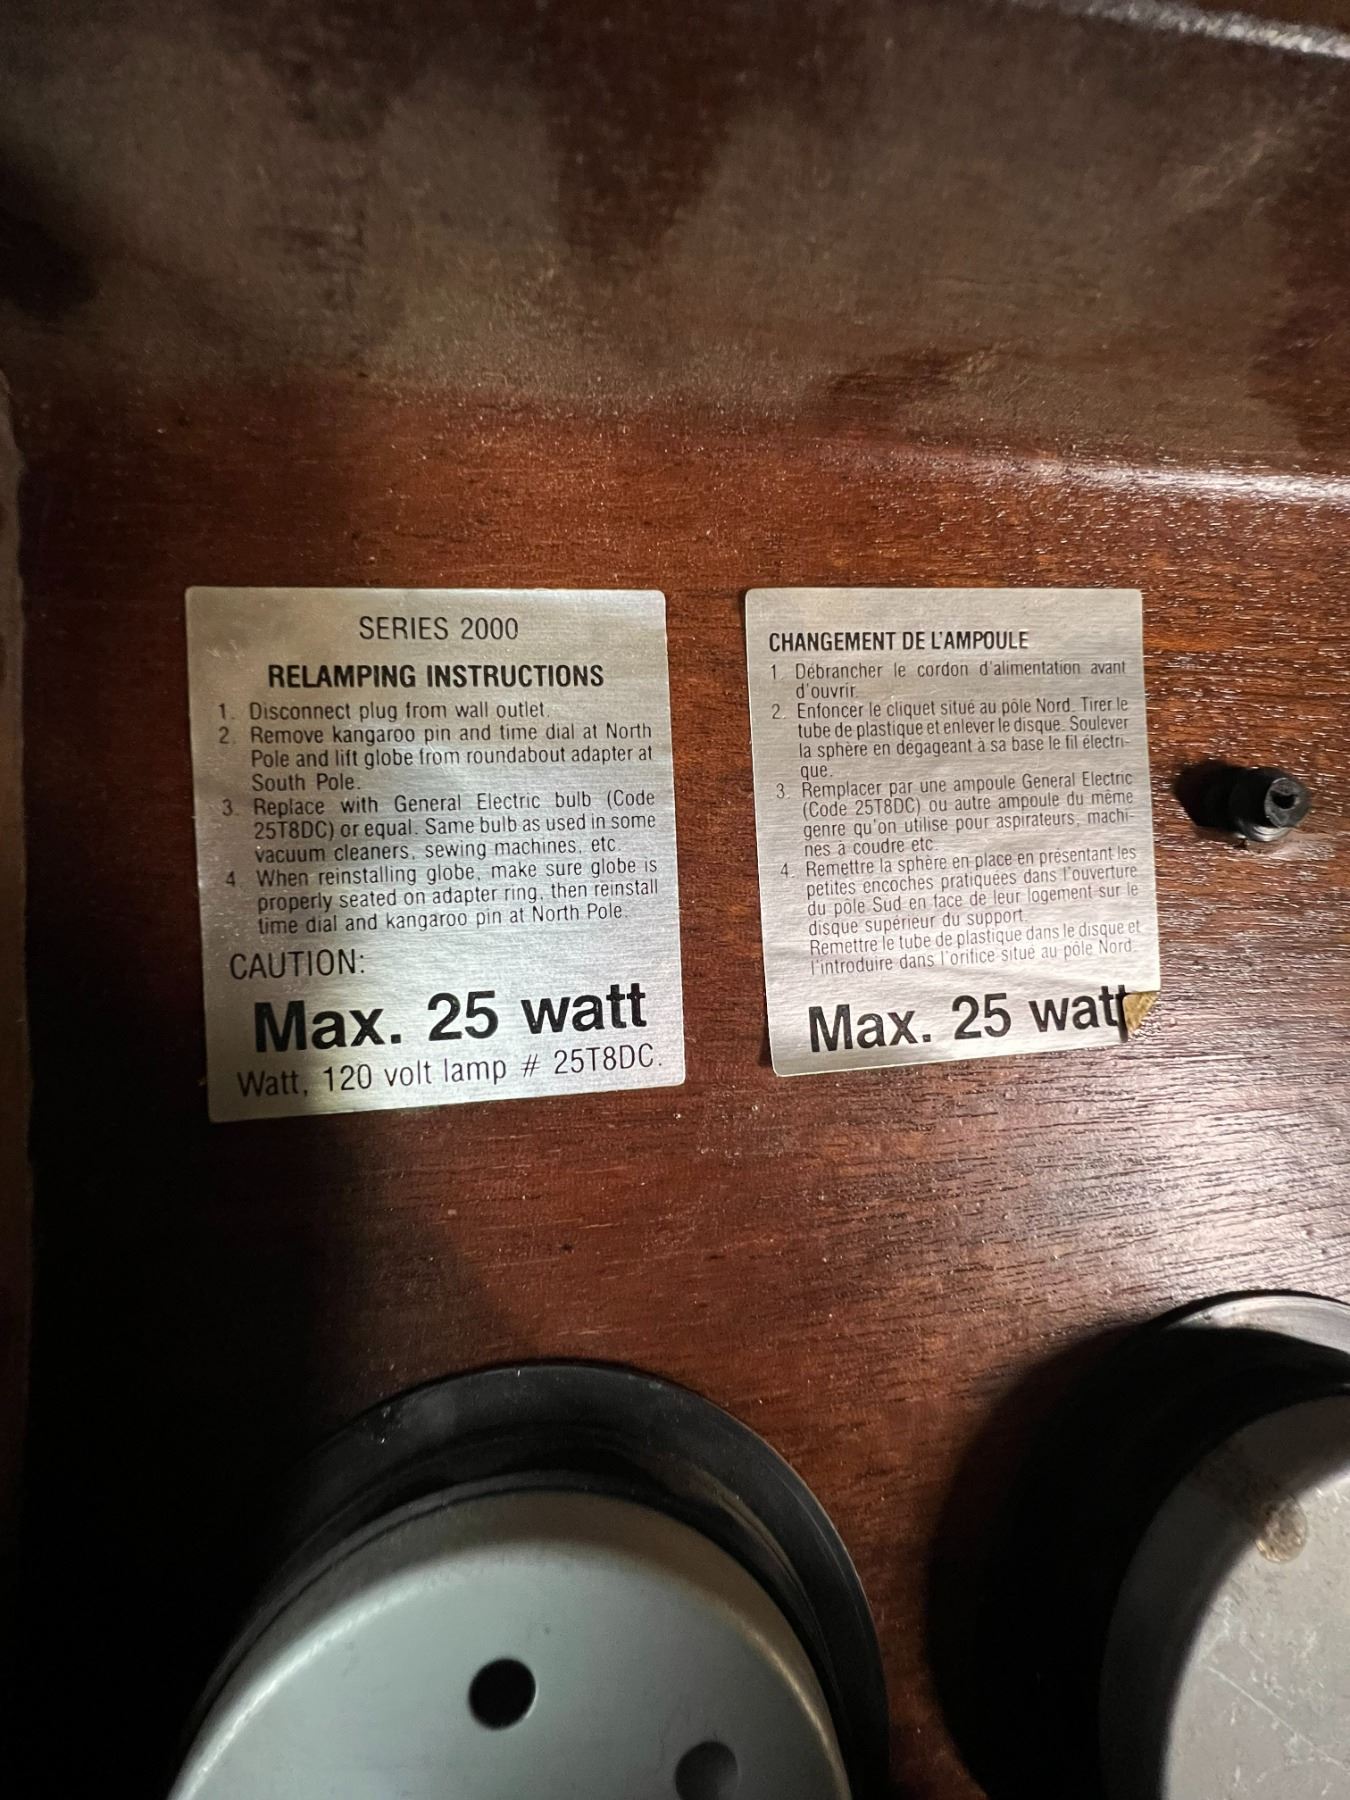 SERIES 2000
RELAMPING INSTRUCTIONS
1. Disconnect plug from wall outlet.
2. Remove kangaroo pin and time dial at North
Pole and lift globe from roundabout adapter at
South Pole.
3. Replace with General Electric bulb (Code
25T8DC) or equal. Same bulb as used in some
vacuum cleaners, sewing machines, etc.
4. When reinstalling globe, make sure globe is
properly seated on adapter ring, then reinstall
time dial and kangaroo pin at North Pole.
CAUTION:
Max. 25 watt
Watt, 120 volt lamp # 25T8DC.
CHANGEMENT DE L'AMPOULE
1. Débrancher le cordon d'alimentation avant
d'ouvrir.
2. Enfoncer le cliquet situé au pôle Nord. Tirer le
tube de plastique et enlever le disque. Soulever
la sphère en dégageant à sa base le fil électri-
que.
3. Remplacer par une ampoule General Electric
(Code 25T8DC) ou autre ampoule du même
genre qu'on utilise pour aspirateurs, machi-
nes à coudre etc.
4. Remettre la sphère en place en présentant les
petites encoches pratiquées dans l'ouverture
du pôle Sud en face de leur logement sur le
disque supérieur du support.
Remettre le tube de plastique dans le disque et
l'introduire dans l'orifice situé au pôle Nord.
Max. 25 watt